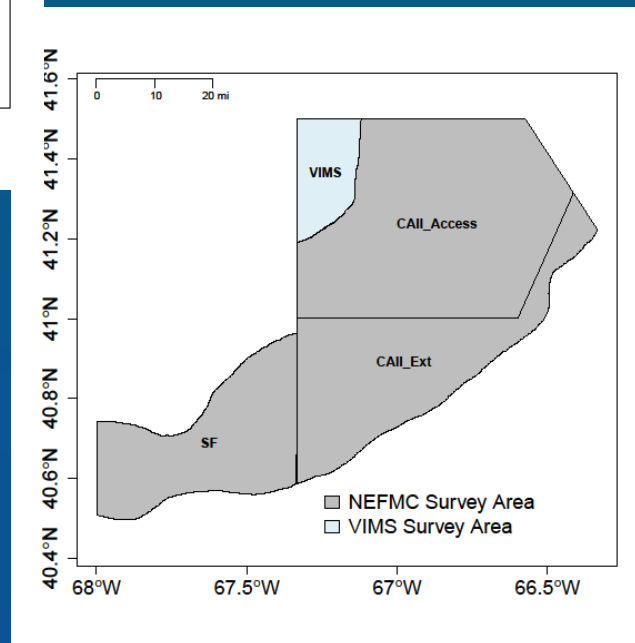 0 10 20 mi
41.6°N
41.4°N
41.2°N
41°N
40.8°N
40.6°N
40.4°N
VIMS
CAII_Access
CAII_Ext
SF
NEFMC Survey Area
VIMS Survey Area
68°W 67.5°W 67°W 66.5°W